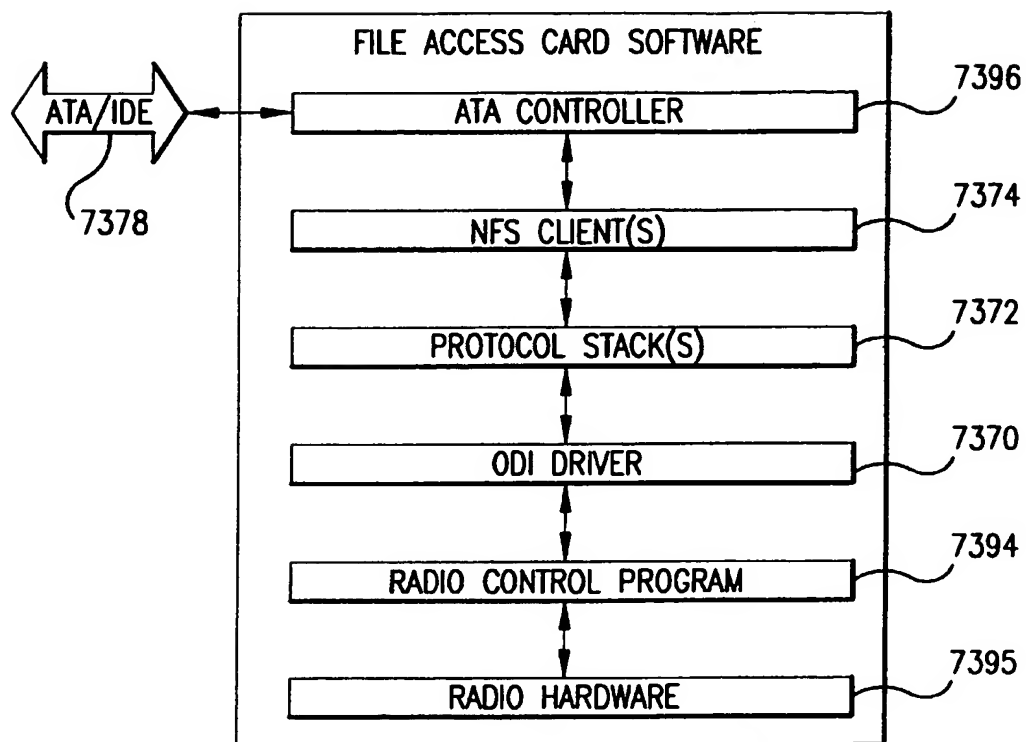 FILE ACCESS CARD SOFTWARE
7396
ATA/IDE
ATA CONTROLLER
7378
7374
NFS CLIENT(S)
7372
PROTOCOL STACK(S)
7370
ODI DRIVER
7394
RADIO CONTROL PROGRAM
7395
RADIO HARDWARE